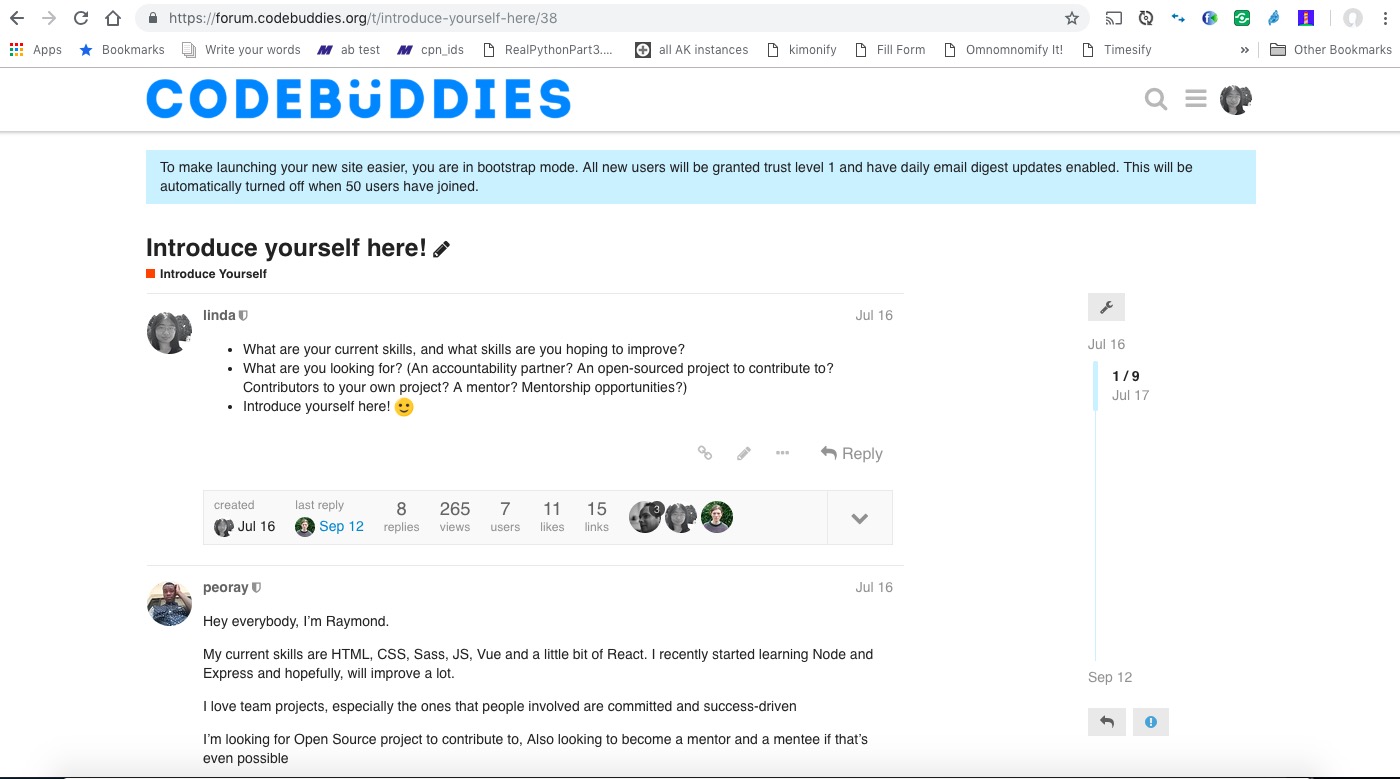 https://forum.codebuddies.org/t/introduce-yourself-here/38
Apps Bookmarks Write your words ab test cpn_ids RealPythonPart3.... all AK instances kimonify Fill Form Omnomnomify It! Timesify » Other Bookmarks
CODEBÜDDIES
To make launching your new site easier, you are in bootstrap mode. All new users will be granted trust level 1 and have daily email digest updates enabled. This will be
automatically turned off when 50 users have joined.
Introduce yourself here!
Introduce Yourself
linda Jul 16
• What are your current skills, and what skills are you hoping to improve?
• What are you looking for? (An accountability partner? An open-sourced project to contribute to?
Contributors to your own project? A mentor? Mentorship opportunities?)
• Introduce yourself here! 🙂
Reply
created last reply 8 265 7 11 15 3
Jul 16 Sep 12 replies views users likes links
peoray Jul 16
Hey everybody, I’m Raymond.
My current skills are HTML, CSS, Sass, JS, Vue and a little bit of React. I recently started learning Node and
Express and hopefully, will improve a lot.
I love team projects, especially the ones that people involved are committed and success-driven
I’m looking for Open Source project to contribute to, Also looking to become a mentor and a mentee if that’s
even possible
Jul 16
1 / 9
Jul 17
Sep 12